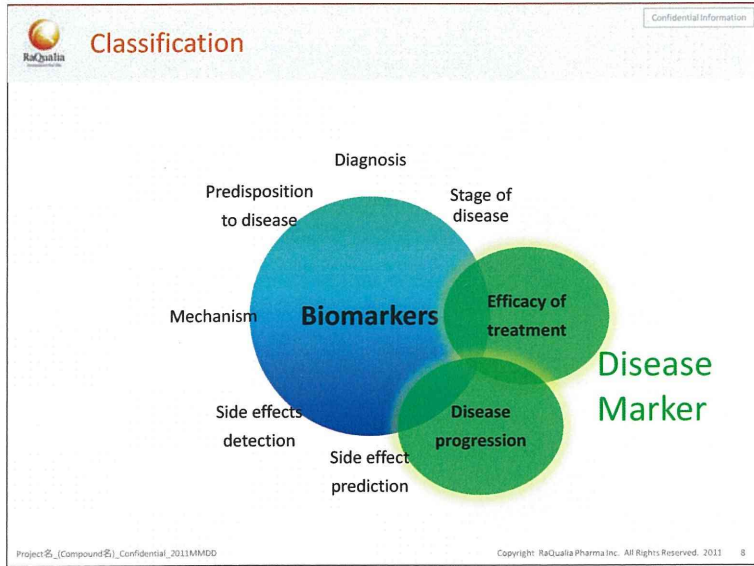 Confidential Information
RaQualia
Classification
Diagnosis
Predisposition
to disease
Stage of
disease
Mechanism
Biomarkers
Efficacy of
treatment
Disease
Marker
Side effects
detection
Disease
progression
Side effect
prediction
Project名_(Compound名)_Confidential_2011MMDD
Copyright RaQualia Pharma Inc. All Rights Reserved. 2011 8